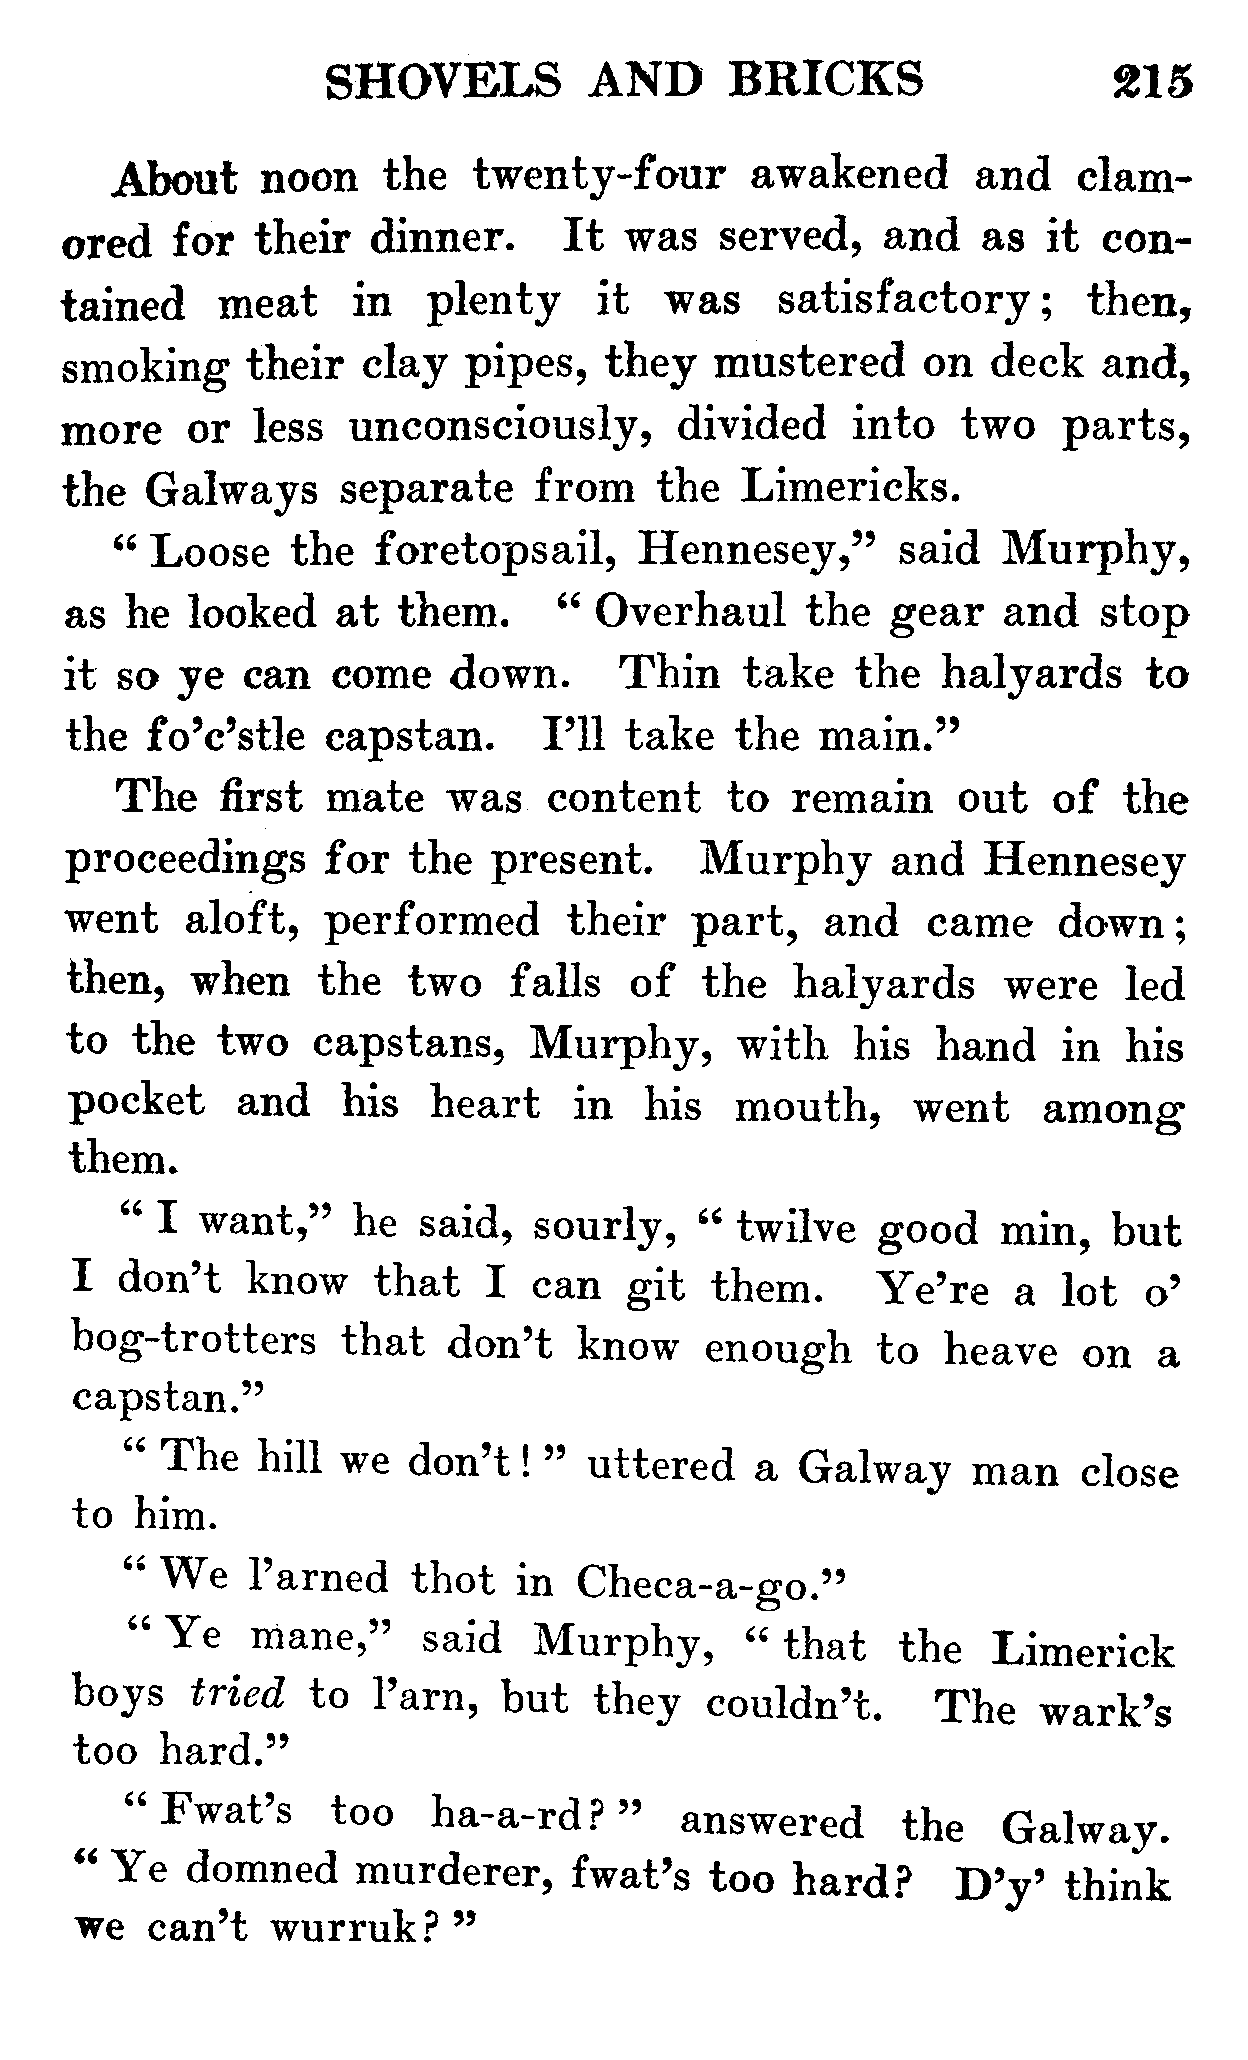 SHOVELS AND BRICKS 215
About noon the twenty-four awakened and clam-
ored for their dinner. It was served, and as it con-
tained meat in plenty it was satisfactory; then,
smoking their clay pipes, they mustered on deck and,
more or less unconsciously, divided into two parts,
the Galways separate from the Limericks.
“ Loose the foretopsail, Hennesey,” said Murphy,
as he looked at them. “ Overhaul the gear and stop
it so ye can come down. Thin take the halyards to
the fo’c’stle capstan. I’ll take the main.”
The first mate was content to remain out of the
proceedings for the present. Murphy and Hennesey
went aloft, performed their part, and came down;
then, when the two falls of the halyards were led
to the two capstans, Murphy, with his hand in his
pocket and his heart in his mouth, went among
them.
“ I want,” he said, sourly, “ twilve good min, but
I don’t know that I can git them. Ye’re a lot o’
bog-trotters that don’t know enough to heave on a
capstan.”
“ The hill we don’t! ” uttered a Galway man close
to him.
“ We l’arned thot in Checa-a-go.”
“ Ye mane,” said Murphy, “ that the Limerick
boys tried to l’arn, but they couldn’t. The wark’s
too hard.”
“ Fwat’s too ha-a-rd? ” answered the Galway.
“ Ye domned murderer, fwat’s too hard? D’y’ think
we can’t wurruk? ”